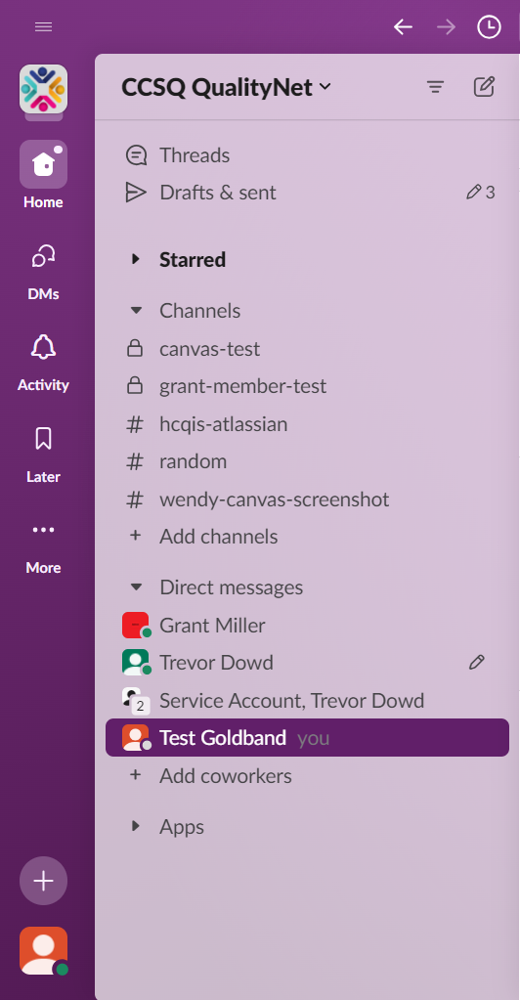 CCSQ QualityNet
Threads
Drafts & sent 3
Home
Starred
DMs
Channels
canvas-test
Activity
grant-member-test
hcqis-atlassian
random
Later
wendy-canvas-screenshot
Add channels
More
Direct messages
Grant Miller
Trevor Dowd
2 Service Account, Trevor Dowd
Test Goldband you
Add coworkers
Apps